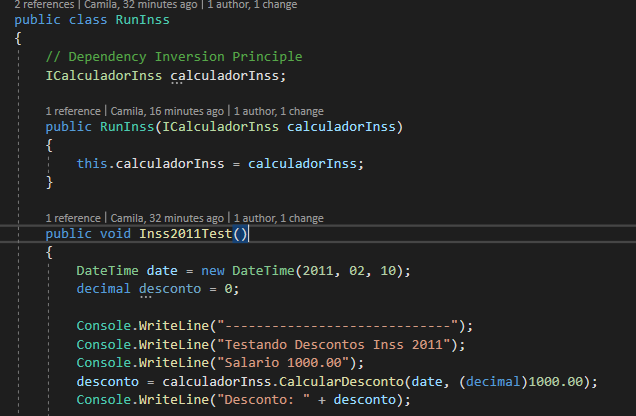 2 references | Camila, 32 minutes ago | 1 author, 1 change
public class RunInss
{
// Dependency Inversion Principle
ICalculadorInss calculadorInss;
1 reference | Camila, 16 minutes ago | 1 author, 1 change
public RunInss(ICalculadorInss calculadorInss)
{
this.calculadorInss = calculadorInss;
}
1 reference | Camila, 32 minutes ago | 1 author, 1 change
public void Inss2011Test()
{
DateTime date = new DateTime(2011, 02, 10);
decimal desconto = 0;
Console.WriteLine("-----------------------------");
Console.WriteLine("Testando Descontos Inss 2011");
Console.WriteLine("Salario 1000.00");
desconto = calculadorInss.CalcularDesconto(date, (decimal)1000.00);
Console.WriteLine("Desconto: " + desconto);